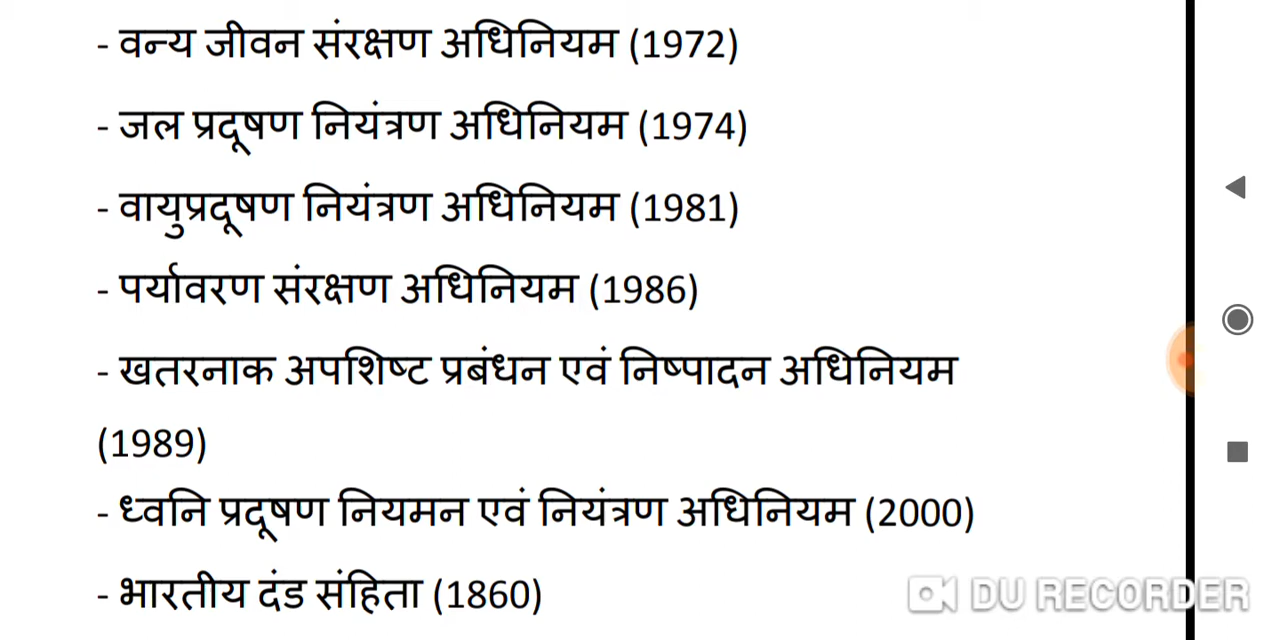 - वन्य जीवन संरक्षण अधिनियम (1972)
- जल प्रदूषण नियंत्रण अधिनियम (1974)
- वायुप्रदूषण नियंत्रण अधिनियम (1981)
- पर्यावरण संरक्षण अधिनियम (1986)
- खतरनाक अपशिष्ट प्रबंधन एवं निष्पादन अधिनियम
(1989)
- ध्वनि प्रदूषण नियमन एवं नियंत्रण अधिनियम (2000)
- भारतीय दंड संहिता (1860)
DU RECORDER